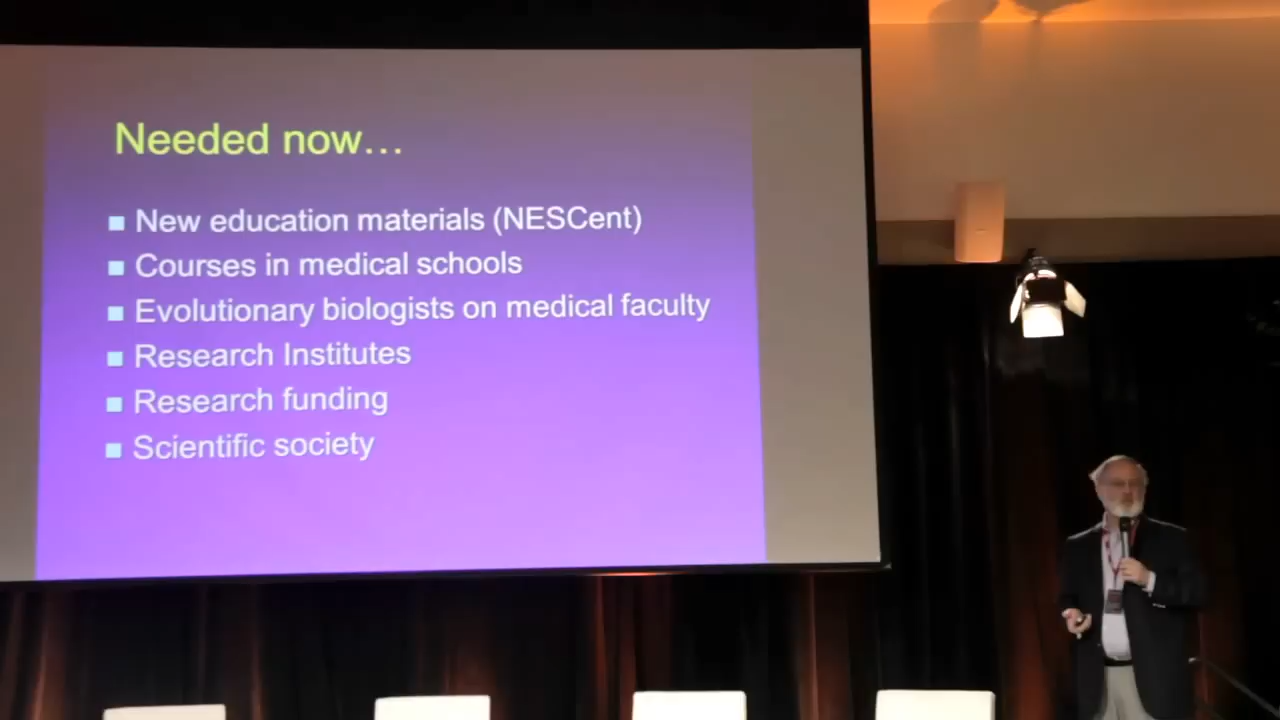 Needed now…
New education materials (NESCent)
Courses in medical schools
Evolutionary biologists on medical faculty
Research Institutes
Research funding
Scientific society